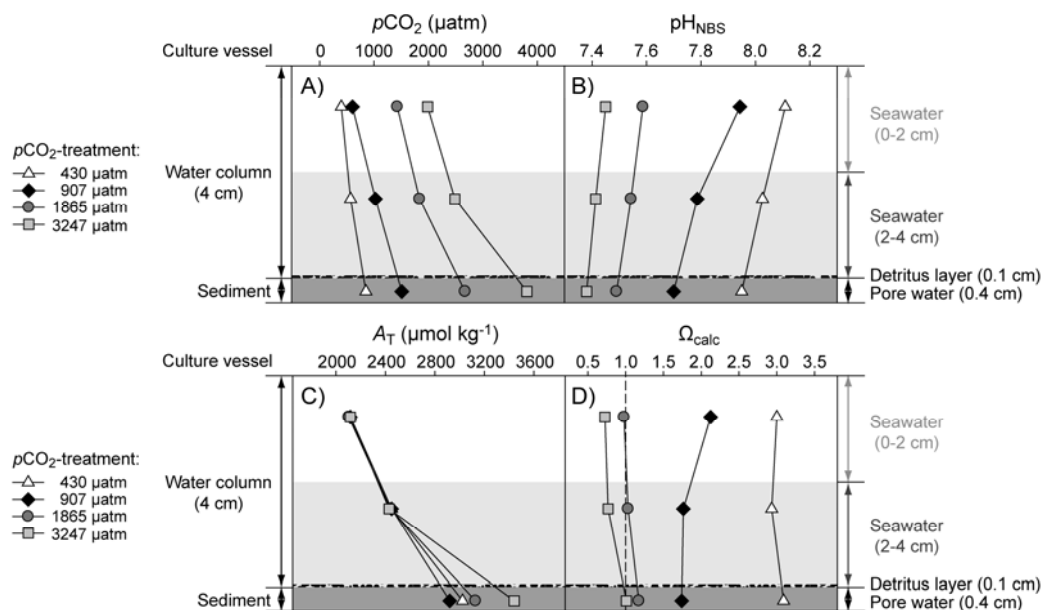 pCO₂ (µatm) pH_NBS
Culture vessel 0 1000 2000 3000 4000 7.4 7.6 7.8 8.0 8.2
A) B)
Seawater
(0-2 cm)
pCO₂-treatment:
430 µatm
907 µatm
1865 µatm
3247 µatm
Water column
(4 cm)
Seawater
(2-4 cm)
Detritus layer (0.1 cm)
Sediment Pore water (0.4 cm)
A_T (µmol kg⁻¹) Ω_calc
Culture vessel 2000 2400 2800 3200 3600 0.5 1.0 1.5 2.0 2.5 3.0 3.5
C) D)
Seawater
(0-2 cm)
pCO₂-treatment:
430 µatm
907 µatm
1865 µatm
3247 µatm
Water column
(4 cm)
Seawater
(2-4 cm)
Detritus layer (0.1 cm)
Sediment Pore water (0.4 cm)